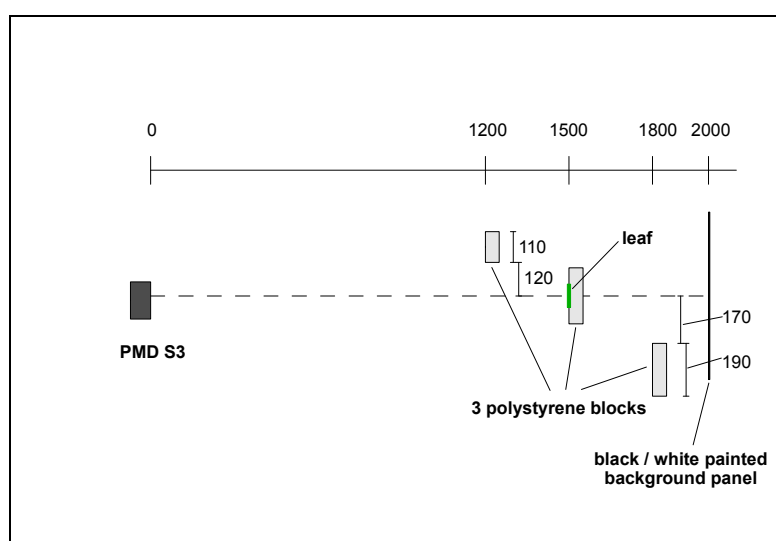 0
1200
1500
1800
2000
leaf
110
120
170
PMD S3
190
3 polystyrene blocks
black / white painted
background panel